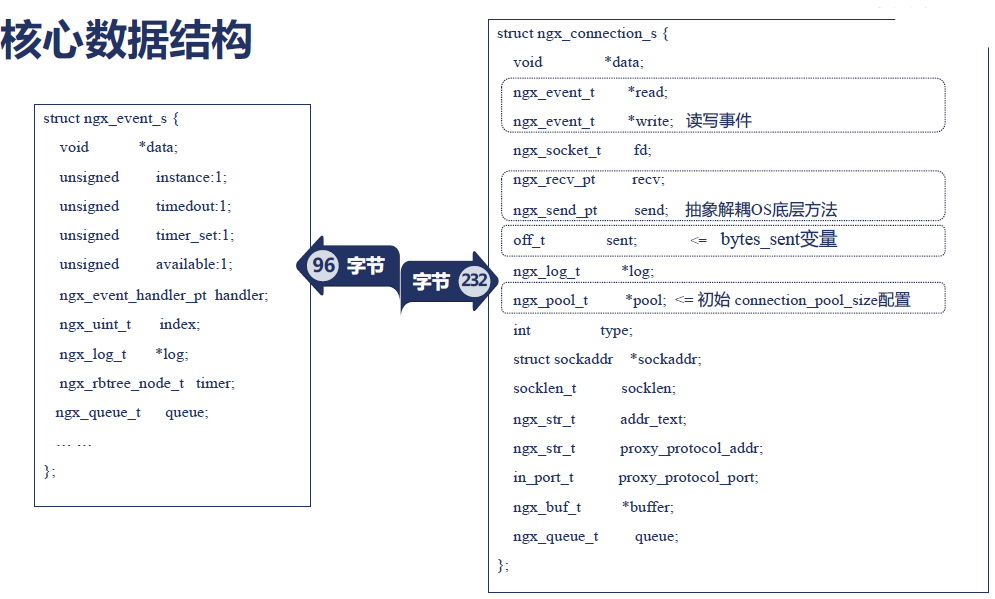 核心数据结构
struct ngx_event_s {
void *data;
unsigned instance:1;
unsigned timedout:1;
unsigned timer_set:1;
unsigned available:1;
ngx_event_handler_pt handler;
ngx_uint_t index;
ngx_log_t *log;
ngx_rbtree_node_t timer;
ngx_queue_t queue;
… …
};
96 字节
字节 232
struct ngx_connection_s {
void *data;
ngx_event_t *read;
ngx_event_t *write; 读写事件
ngx_socket_t fd;
ngx_recv_pt recv;
ngx_send_pt send; 抽象解耦OS底层方法
off_t sent; <= bytes_sent变量
ngx_log_t *log;
ngx_pool_t *pool; <= 初始 connection_pool_size配置
int type;
struct sockaddr *sockaddr;
socklen_t socklen;
ngx_str_t addr_text;
ngx_str_t proxy_protocol_addr;
in_port_t proxy_protocol_port;
ngx_buf_t *buffer;
ngx_queue_t queue;
};